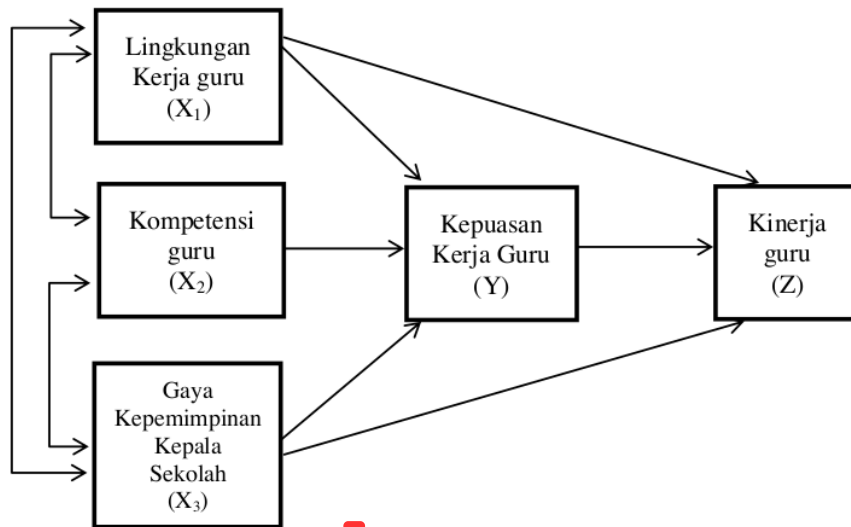 Lingkungan
Kerja guru
(X₁)
Kompetensi
guru
(X₂)
Gaya
Kepemimpinan
Kepala
Sekolah
(X₃)
Kepuasan
Kerja Guru
(Y)
Kinerja
guru
(Z)